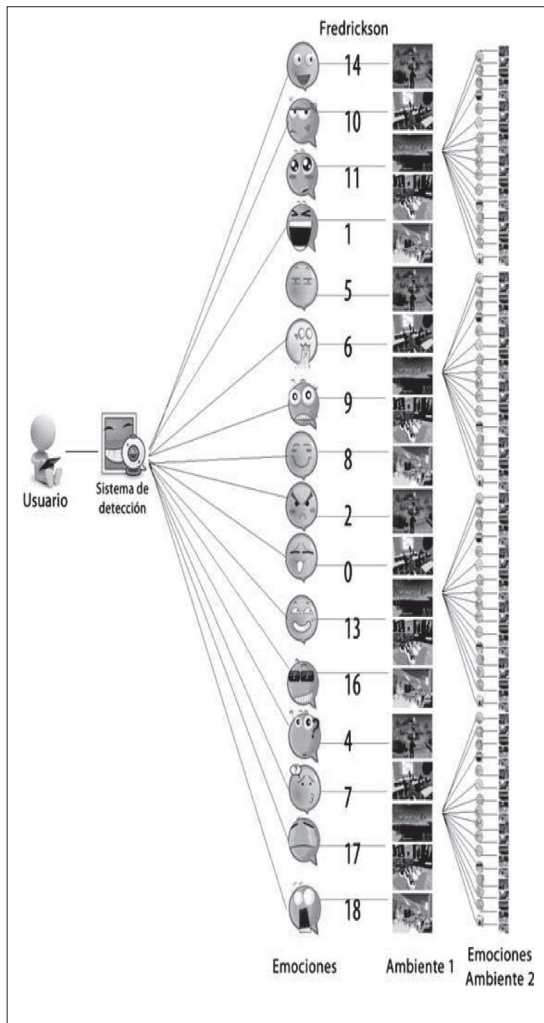 Fredrickson
14
10
11
1
5
6
9
8
2
0
13
16
4
7
17
18
Usuario
Sistema de
detección
Emociones
Ambiente 1
Emociones
Ambiente 2